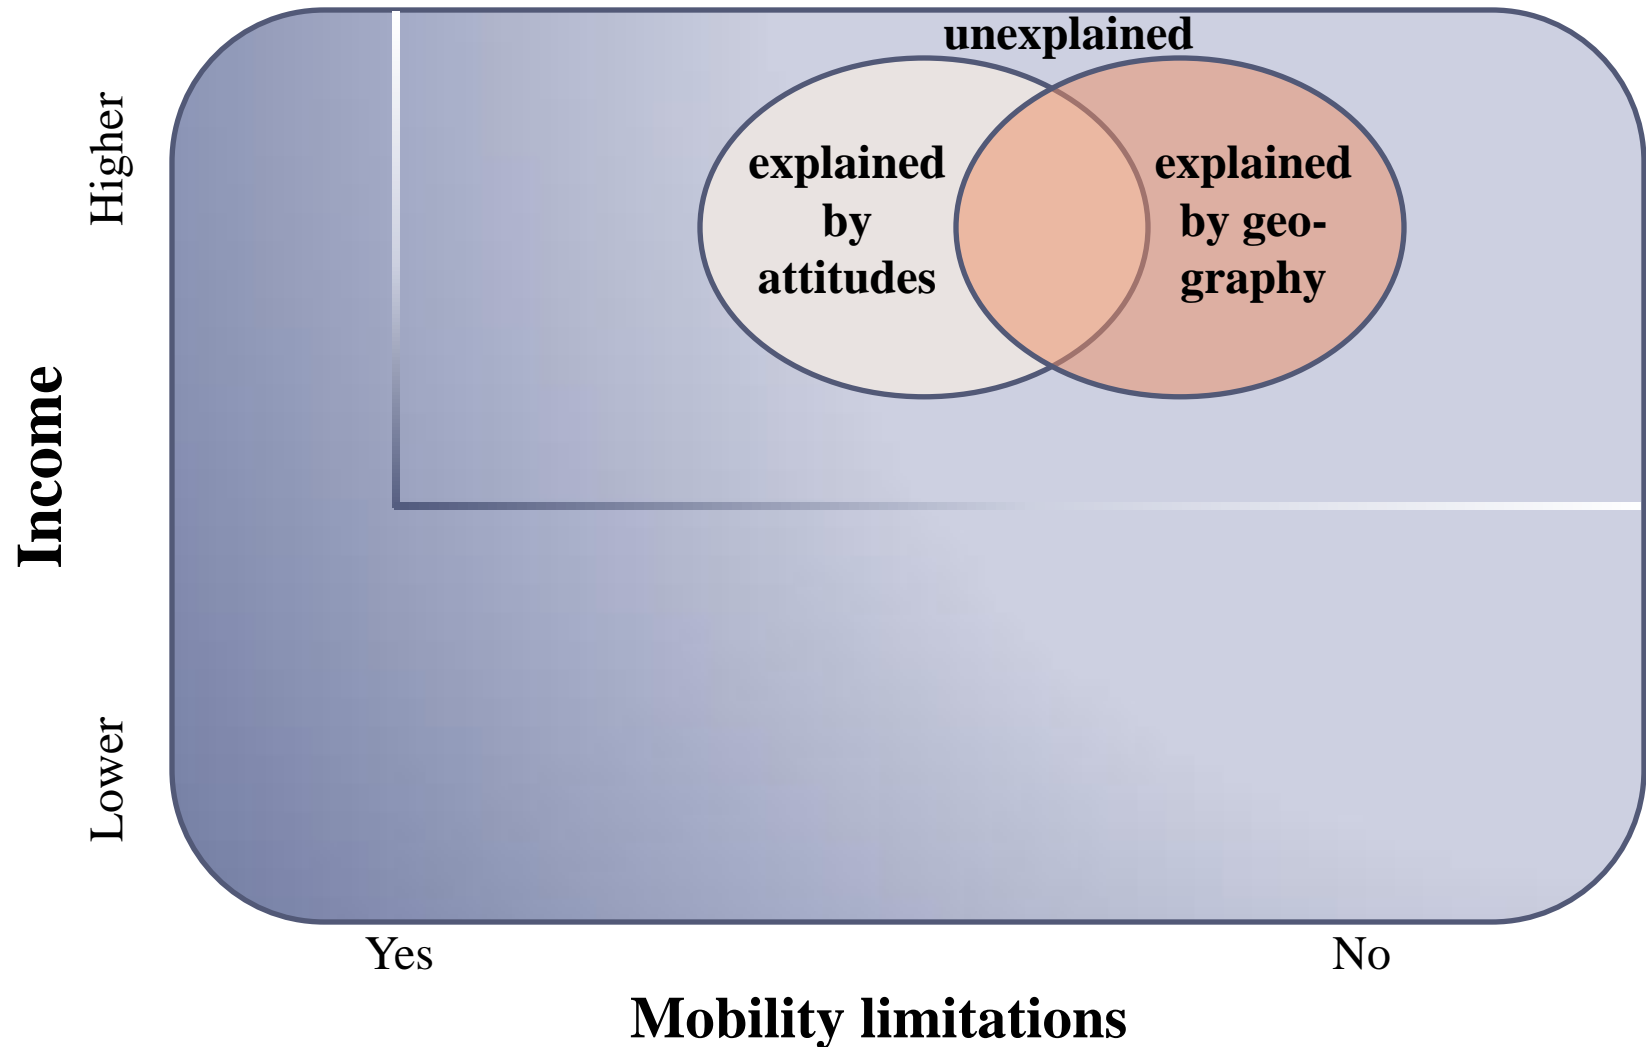 unexplained
Higher
explained
by
attitudes
explained
by geo-
graphy
Income
Lower
Yes
No
Mobility limitations